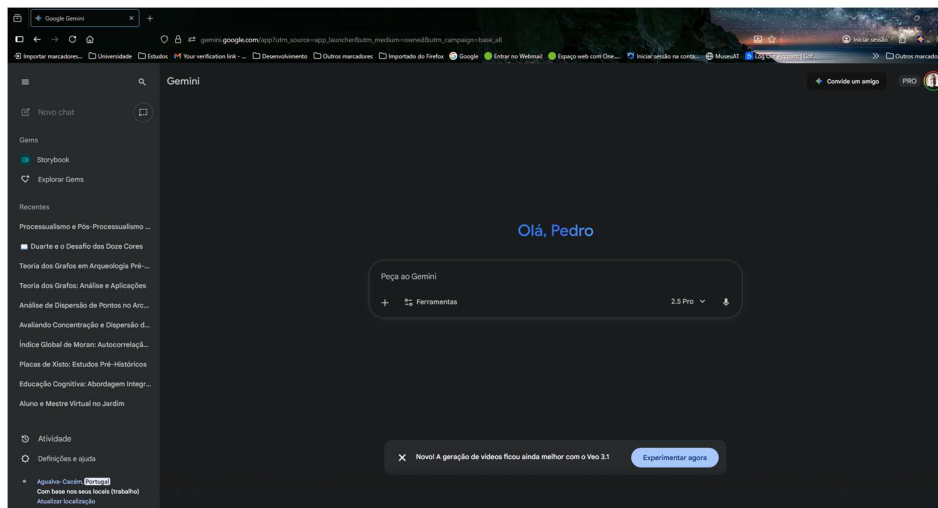 Google Gemini
gemini.google.com/app?utm_source=app_launcher&utm_medium=owned&utm_campaign=base_all
Iniciar sessão
Importar marcadores... Universidade Estudos Your verification link - ... Desenvolvimento Outros marcadores Importado do Firefox Google Entrar no Webmail Espaço web com One... Iniciar sessão na conta... MuseuAT Outros marcado
Gemini
Convide um amigo
PRO
Novo chat
Gems
Storybook
Explorar Gems
Recentes
Processualismo e Pós-Processualismo ...
Duarte e o Desafio das Doze Cores
Teoria dos Grafos em Arqueologia Pré-...
Teoria dos Grafos: Análise e Aplicações
Análise de Dispersão de Pontos no Arc...
Avaliando Concentração e Dispersão d...
Índice Global de Moran: Autocorrelaçã...
Placas de Xisto: Estudos Pré-Históricos
Educação Cognitiva: Abordagem Integr...
Aluno e Mestre Virtual no Jardim
Atividade
Definições e ajuda
Agualva-Cacém, Portugal
Com base nos seus locais (trabalho)
Atualizar localização
Olá, Pedro
Peça ao Gemini
Ferramentas
2.5 Pro
Novo! A geração de vídeos ficou ainda melhor com o Veo 3.1
Experimentar agora